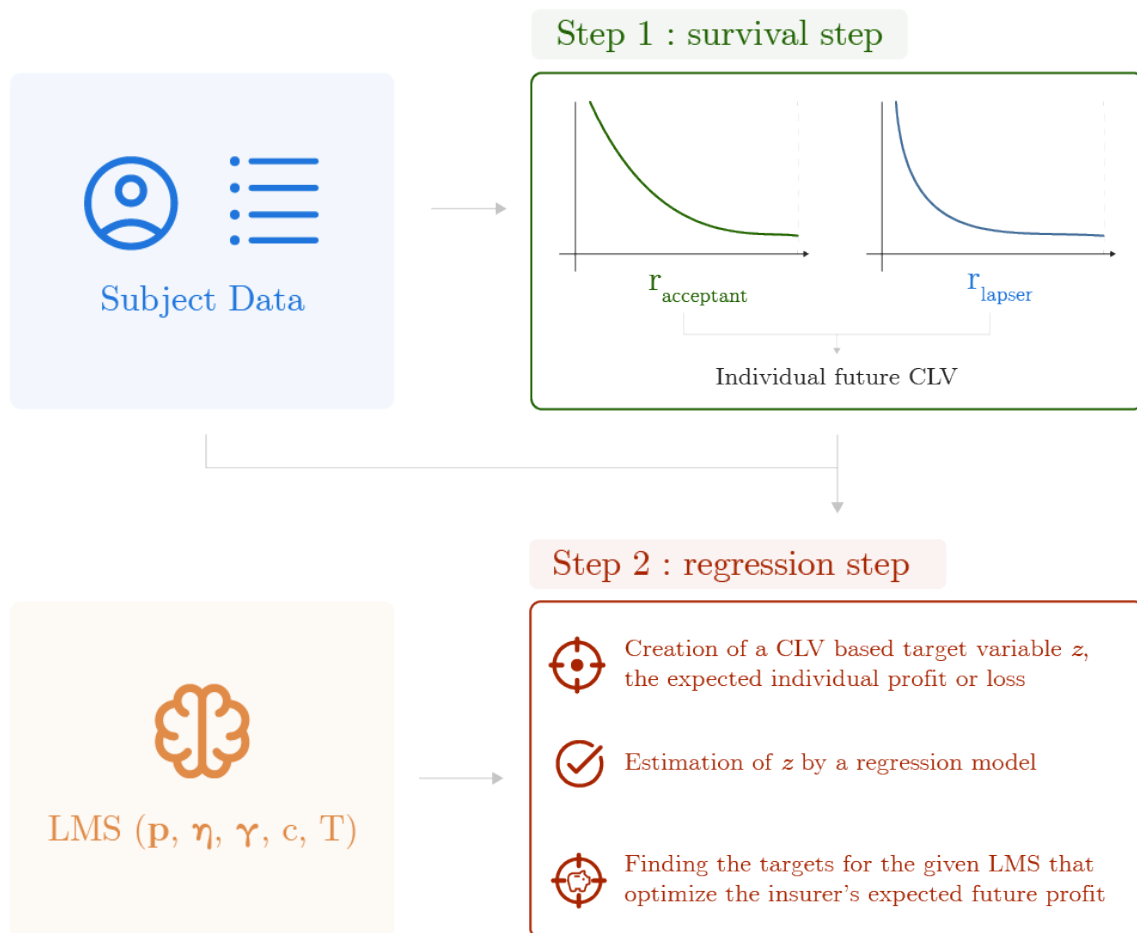 Step 1 : survival step
Subject Data
r_acceptant
r_lapser
Individual future CLV
Step 2 : regression step
LMS (p, η, γ, c, T)
Creation of a CLV based target variable z,
the expected individual profit or loss
Estimation of z by a regression model
Finding the targets for the given LMS that
optimize the insurer's expected future profit